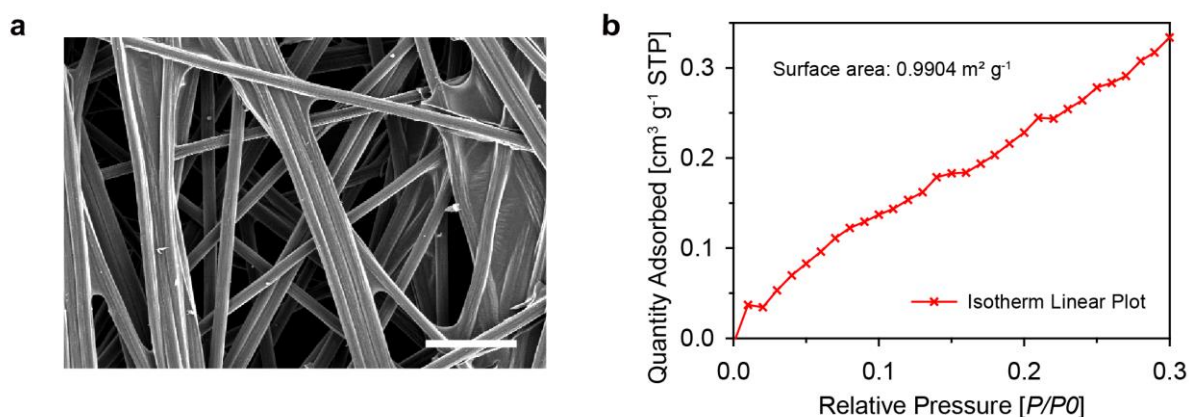 a
b
Quantity Adsorbed [cm³ g⁻¹ STP]
0.3
0.2
0.1
0.0
Surface area: 0.9904 m² g⁻¹
Isotherm Linear Plot
0.0 0.1 0.2 0.3
Relative Pressure [P/P0]